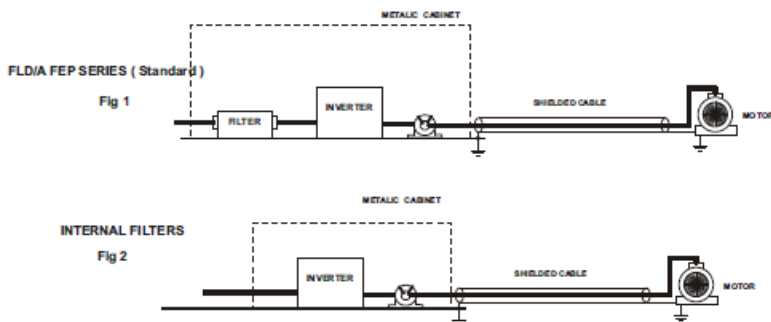 METALIC CABINET
FLD/A FEP SERIES ( Standard )
Fig 1
INVERTER
FILTER
SHIELDED CABLE
MOTOR
METALIC CABINET
INTERNAL FILTERS
Fig 2
INVERTER
SHIELDED CABLE
MOTOR